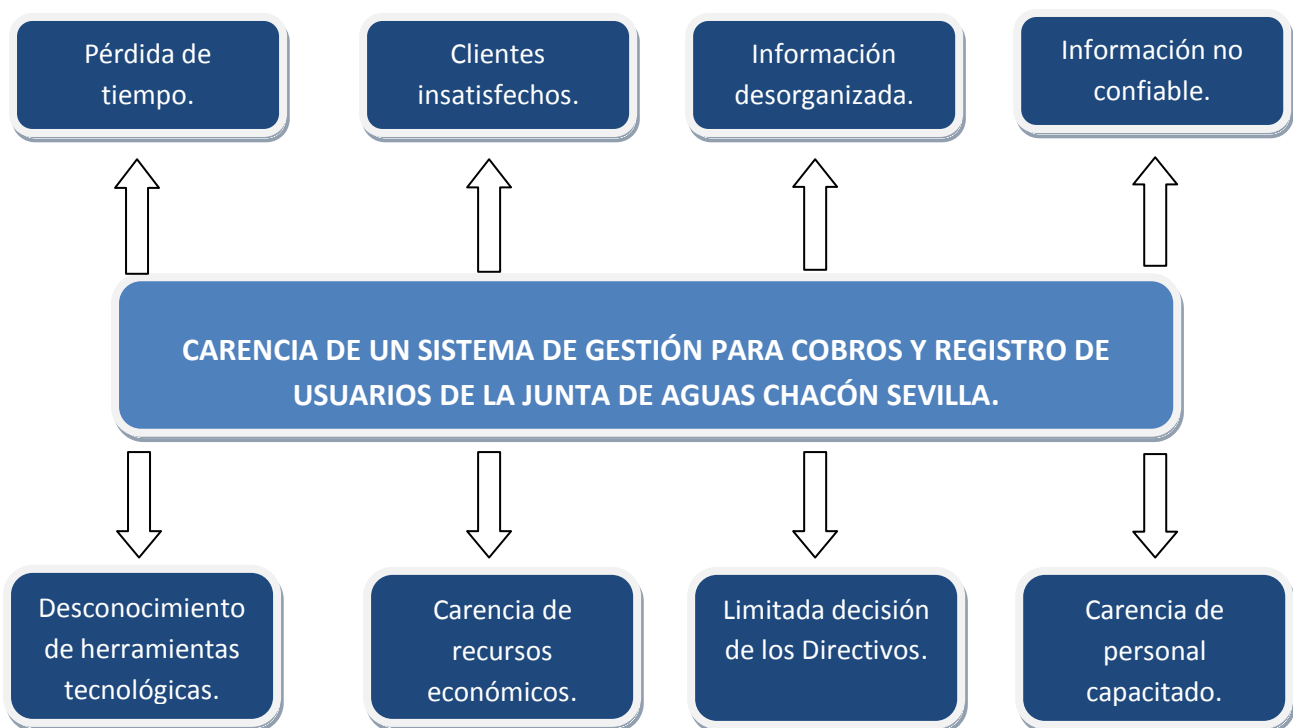 Pérdida de
tiempo.
Clientes
insatisfechos.
Información
desorganizada.
Información no
confiable.
CARENCIA DE UN SISTEMA DE GESTIÓN PARA COBROS Y REGISTRO DE
USUARIOS DE LA JUNTA DE AGUAS CHACÓN SEVILLA.
Desconocimiento
de herramientas
tecnológicas.
Carencia de
recursos
económicos.
Limitada decisión
de los Directivos.
Carencia de
personal
capacitado.